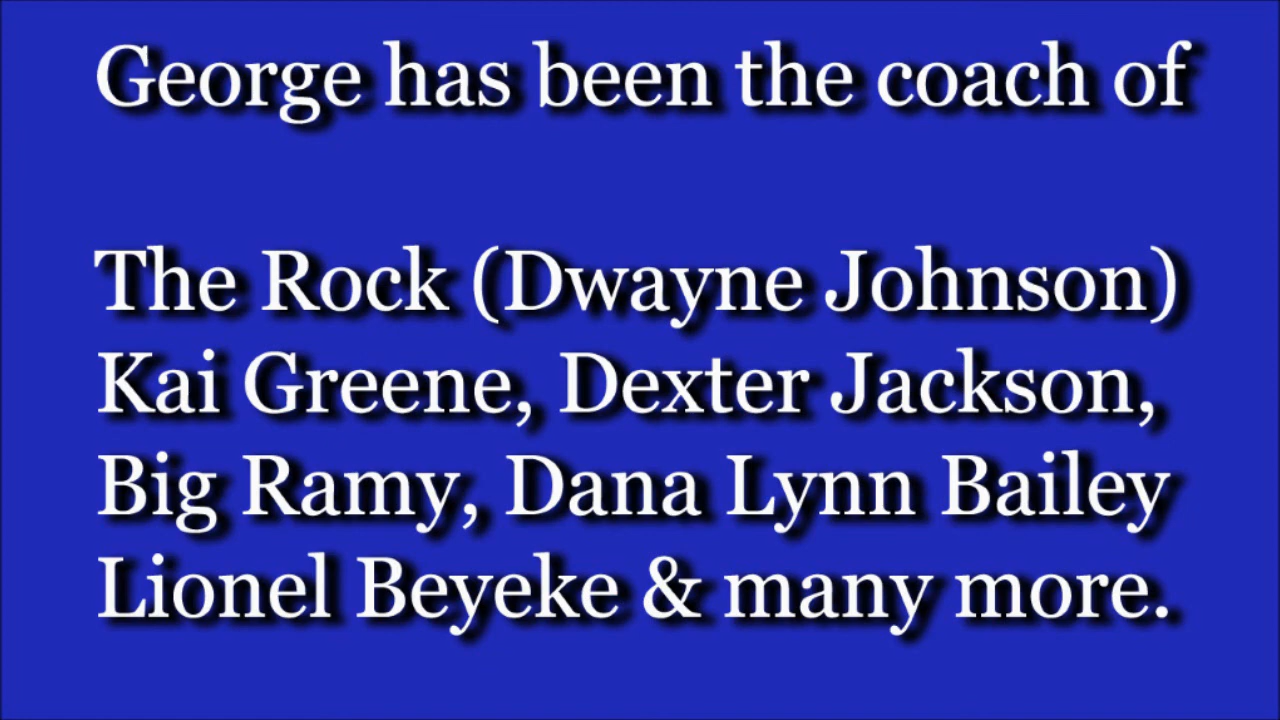 George has been the coach of
The Rock (Dwayne Johnson)
Kai Greene, Dexter Jackson,
Big Ramy, Dana Lynn Bailey
Lionel Beyeke & many more.